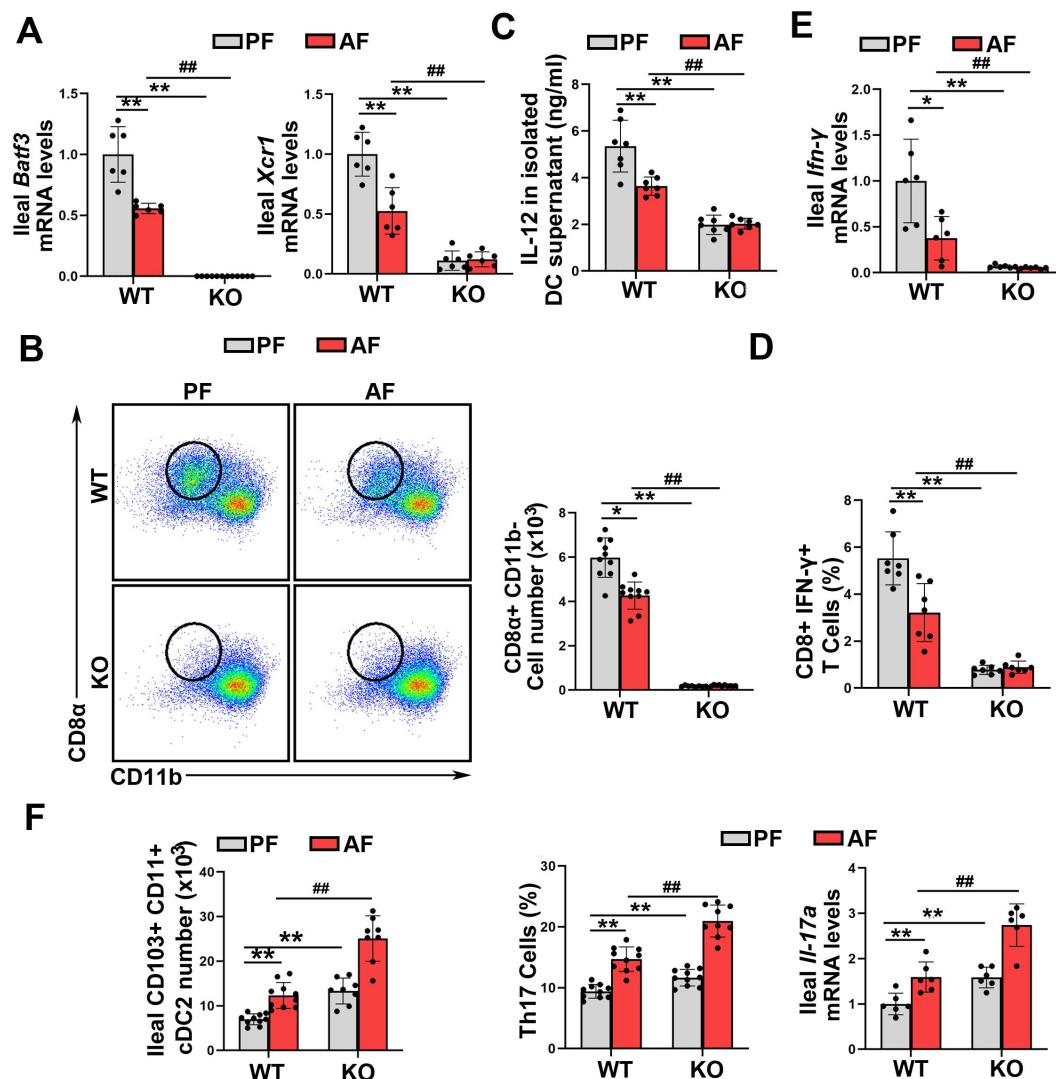 A
PF AF
Ileal Batf3
mRNA levels
1.5
1.0
0.5
0.0
**
**
##
WT KO
Ileal Xcr1
mRNA levels
1.5
1.0
0.5
0.0
**
**
##
WT KO
C
PF AF
IL-12 in isolated
DC supernatant (ng/ml)
8
6
4
2
0
**
**
##
WT KO
E
PF AF
Ileal Ifn-γ
mRNA levels
2.0
1.5
1.0
0.5
0.0
*
**
##
WT KO
B
PF AF
PF AF
WT
KO
CD8α
CD11b
CD8α+ CD11b-
Cell number (x10³)
8
6
4
2
0
*
**
##
WT KO
D
CD8+ IFN-γ+
T Cells (%)
8
6
4
2
0
**
**
##
WT KO
F
PF AF
Ileal CD103+ CD11+
cDC2 number (x10³)
40
30
20
10
0
**
**
##
WT KO
PF AF
Th17 Cells (%)
30
20
10
0
**
**
##
WT KO
Ileal Il-17a
mRNA levels
4
3
2
1
0
**
**
##
WT KO